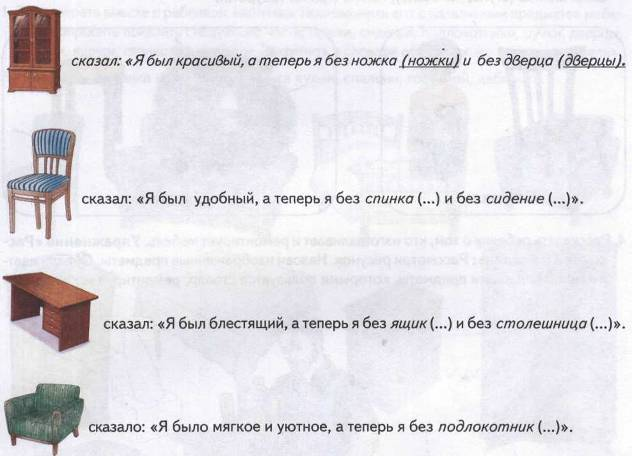 сказал: «Я был красивый, а теперь я без ножка (ножки) и без дверца (дверцы).
сказал: «Я был удобный, а теперь я без спинка (...) и без сидение (...)».
сказал: «Я был блестящий, а теперь я без ящик (...) и без столешница (...)».
сказало: «Я было мягкое и уютное, а теперь я без подлокотник (...)».